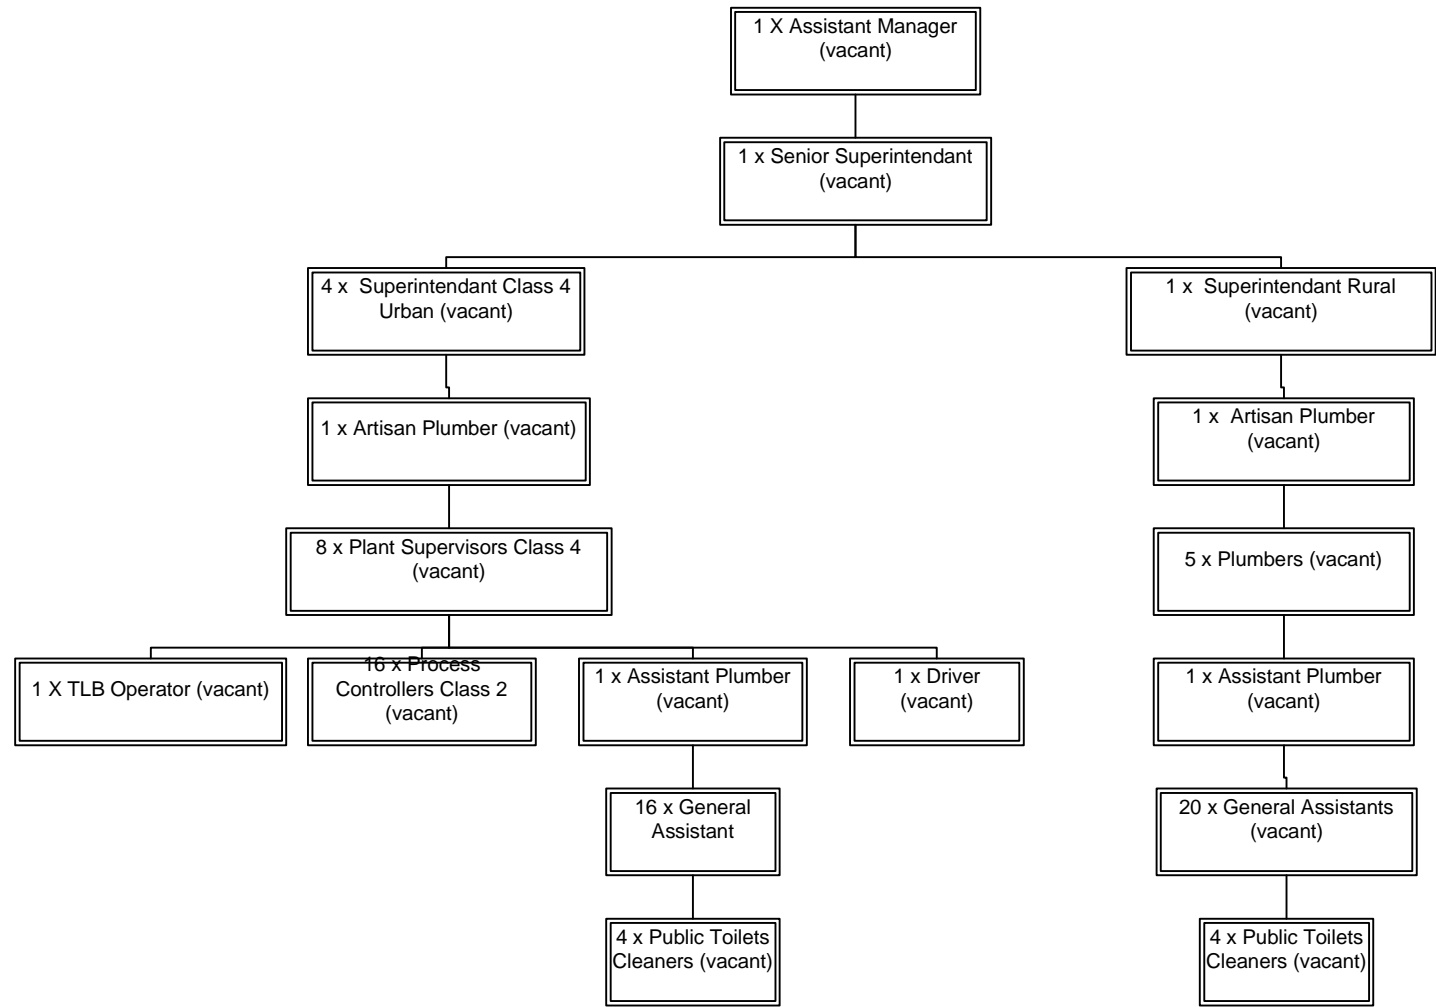 1 X Assistant Manager
(vacant)
1 x Senior Superintendant
(vacant)
4 x  Superintendant Class 4
Urban (vacant)
1 x  Superintendant Rural
(vacant)
1 x Artisan Plumber (vacant)
1 x  Artisan Plumber
(vacant)
8 x Plant Supervisors Class 4
(vacant)
5 x Plumbers (vacant)
1 X TLB Operator (vacant)
16 x Process
Controllers Class 2
(vacant)
1 x Assistant Plumber
(vacant)
1 x Driver
(vacant)
1 x Assistant Plumber
(vacant)
16 x General
Assistant
20 x General Assistants
(vacant)
4 x Public Toilets
Cleaners (vacant)
4 x Public Toilets
Cleaners (vacant)